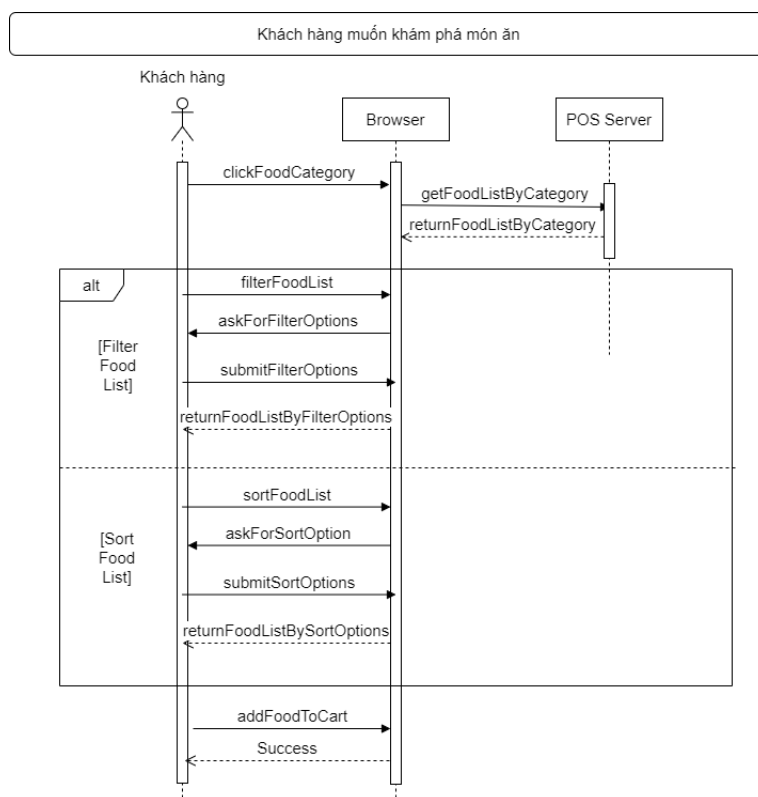 Khách hàng muốn khám phá món ăn
Khách hàng
Browser
POS Server
clickFoodCategory
getFoodListByCategory
returnFoodListByCategory
alt
filterFoodList
askForFilterOptions
[Filter
Food
List]
submitFilterOptions
returnFoodListByFilterOptions
sortFoodList
askForSortOption
[Sort
Food
List]
submitSortOptions
returnFoodListBySortOptions
addFoodToCart
Success